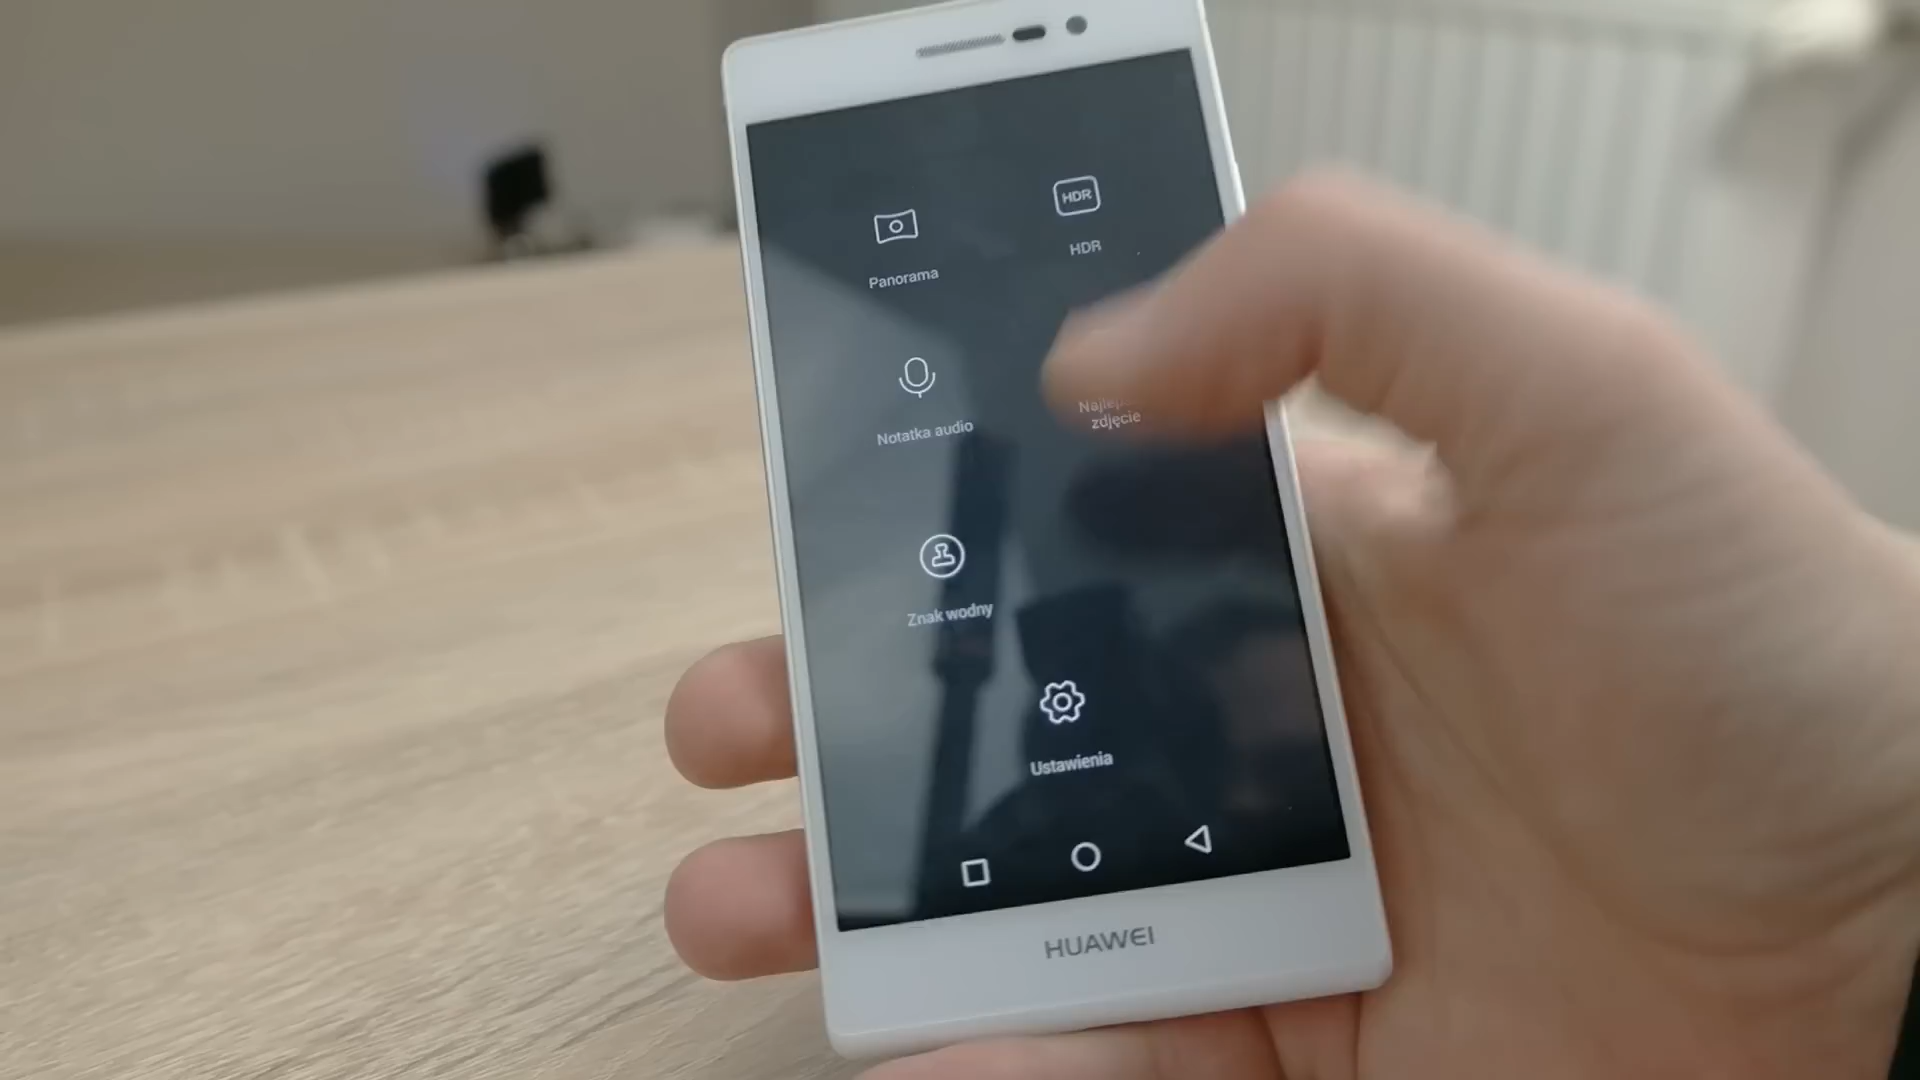 HDR
HDR
Panorama
zdjęcie
Notatka audio
Znak wodny
Ustawienia
HUAWEI